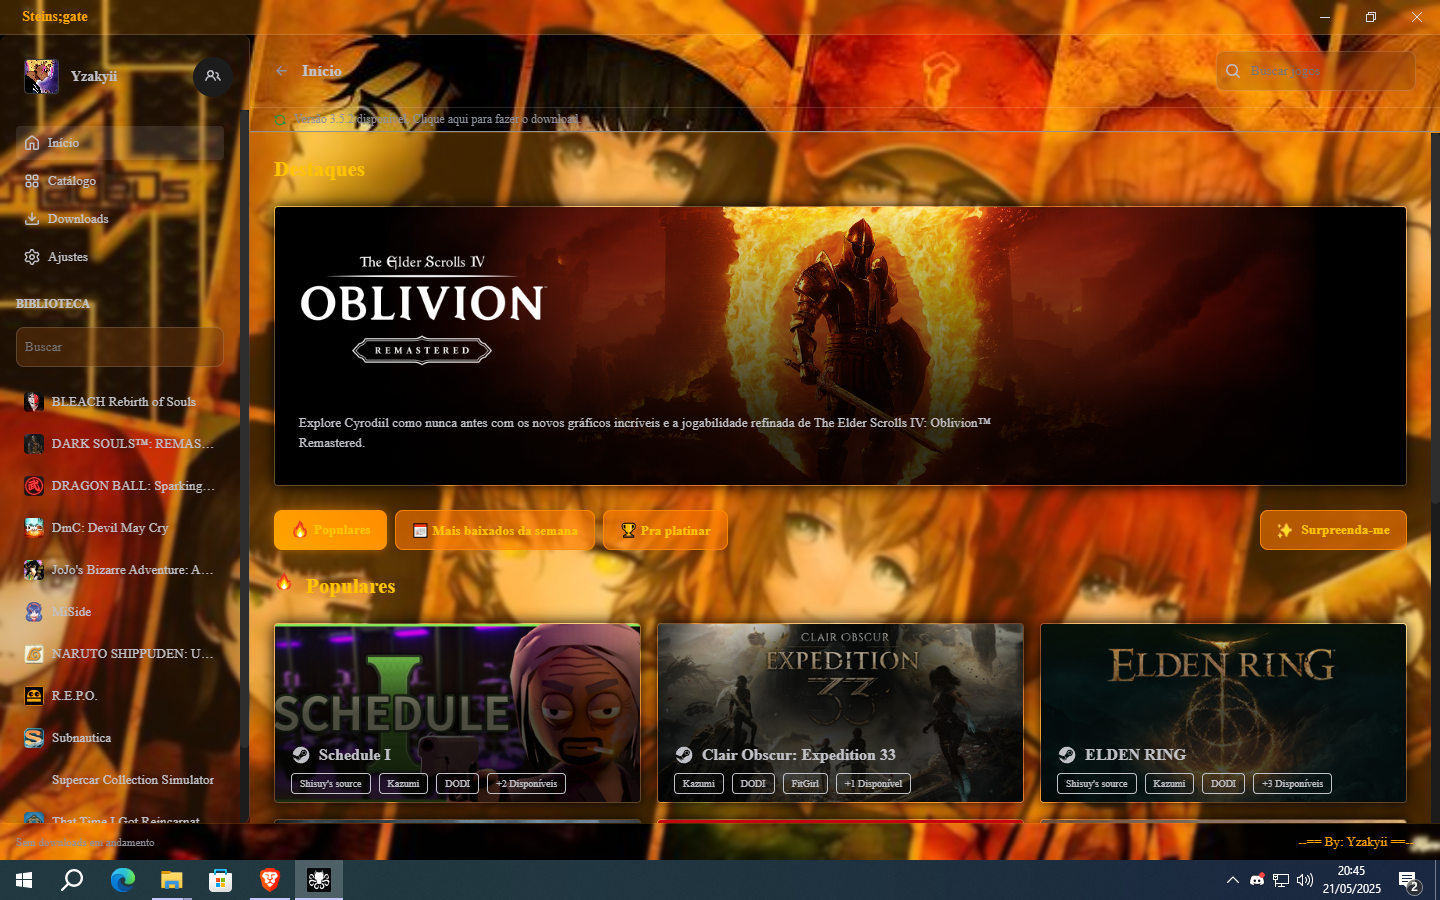 Steins;gate
Yzakyii
Início
Catálogo
Downloads
Ajustes
BIBLIOTECA
Buscar
BLEACH Rebirth of Souls
DARK SOULS™: REMAS...
DRAGON BALL: Sparking...
DmC: Devil May Cry
JoJo's Bizarre Adventure: A...
MiSide
NARUTO SHIPPUDEN: U...
R.E.P.O.
Subnautica
Supercar Collection Simulator
That Time I Got Reincarnat
Início
Buscar jogos
Versão 3.5.2 disponível. Clique aqui para fazer o download.
Destaques
The Elder Scrolls IV
OBLIVION
REMASTERED
Explore Cyrodiil como nunca antes com os novos gráficos incríveis e a jogabilidade refinada de The Elder Scrolls IV: Oblivion™
Remastered.
Populares
Mais baixados da semana
Pra platinar
Surpreenda-me
Populares
SCHEDULE I
Schedule I
Shisuy's source
Kazumi
DODI
+2 Disponíveis
CLAIR OBSCUR
EXPEDITION
33
Clair Obscur: Expedition 33
Kazumi
DODI
FitGirl
+1 Disponível
ELDEN RING
ELDEN RING
Shisuy's source
Kazumi
DODI
+3 Disponíveis
Sem downloads em andamento
--== By: Yzakyii ==--
20:45
21/05/2025
2